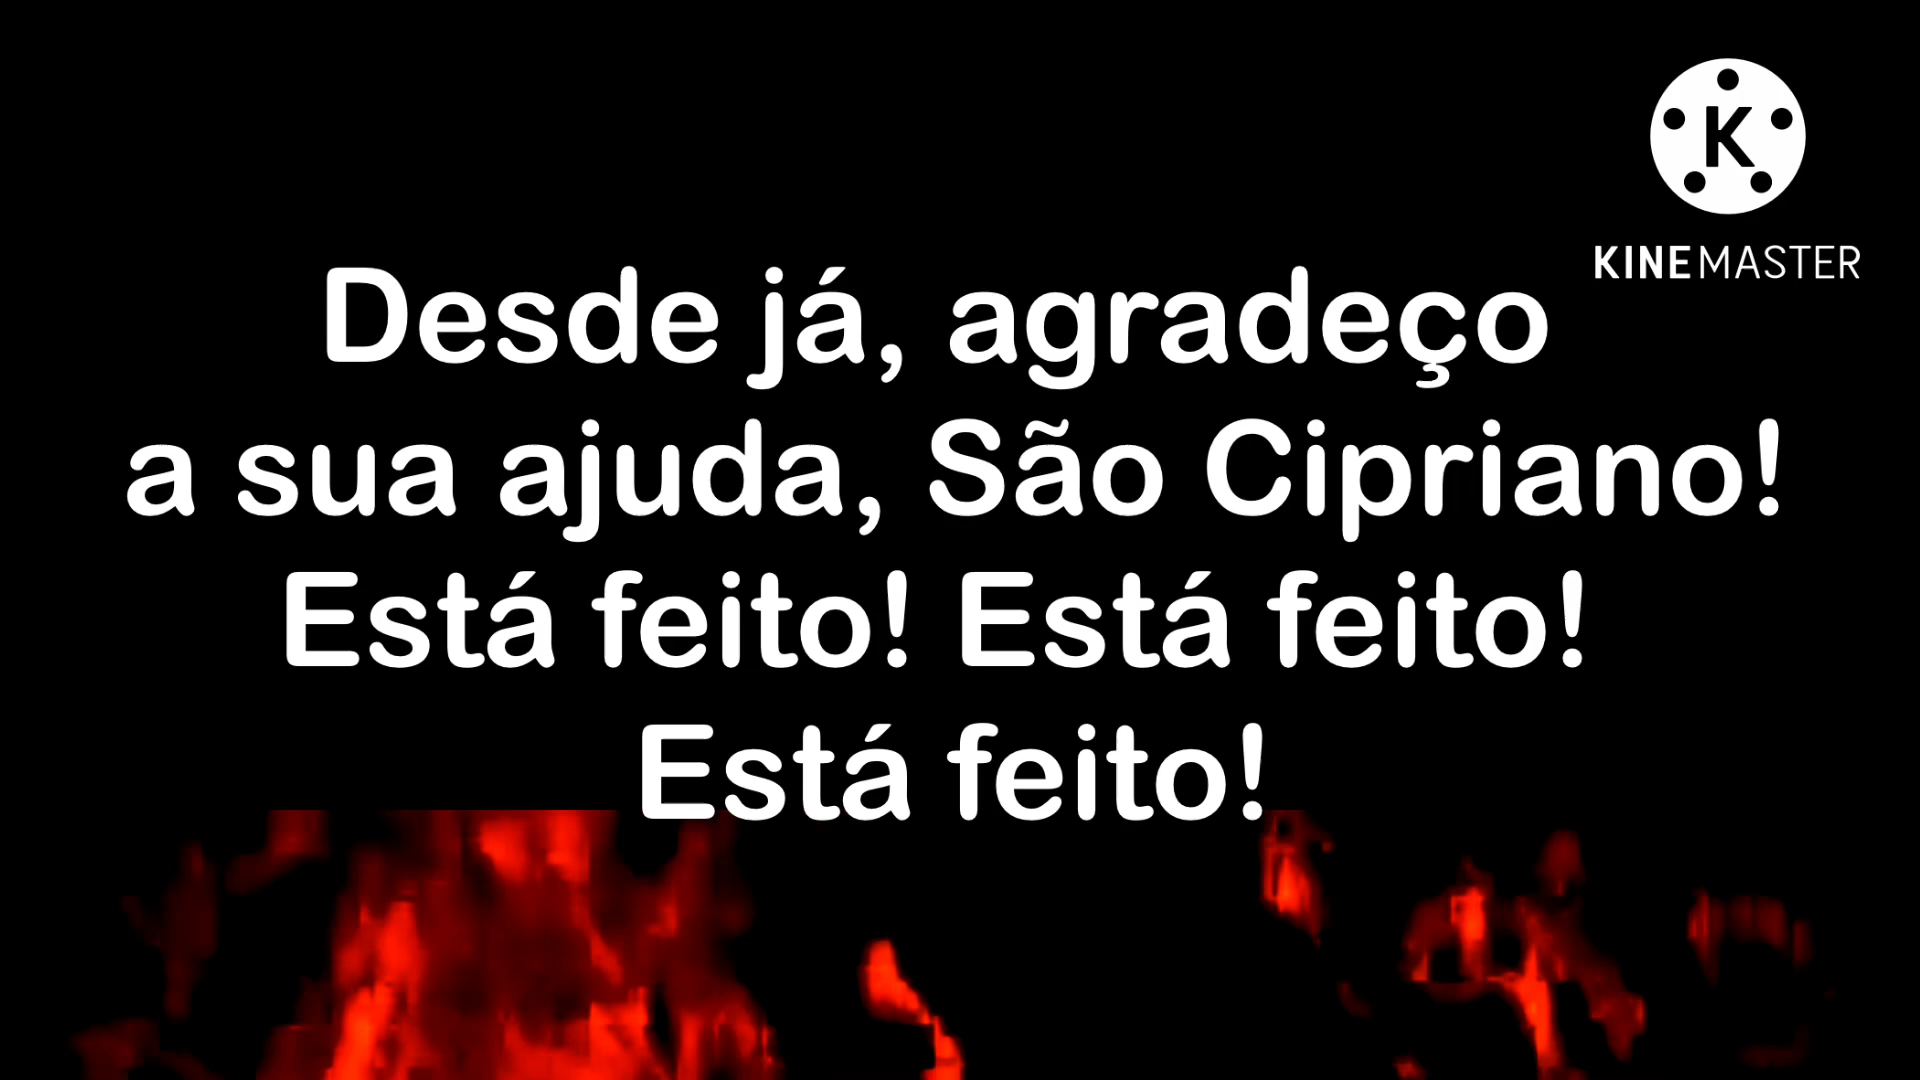 K
KINEMASTER
Desde já, agradeço
a sua ajuda, São Cipriano!
Está feito! Está feito!
Está feito!